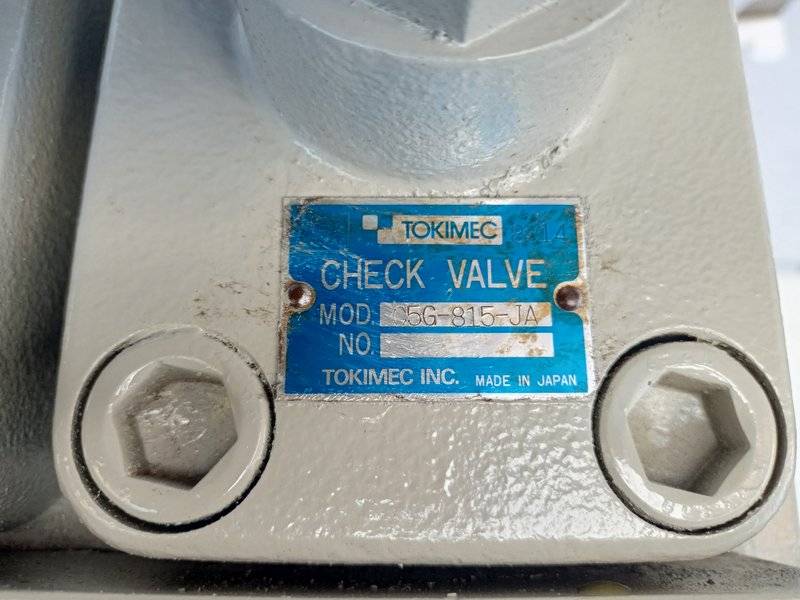 TOKIMEC
CHECK VALVE
MOD. C5G-815-JA
NO.
TOKIMEC INC. MADE IN JAPAN